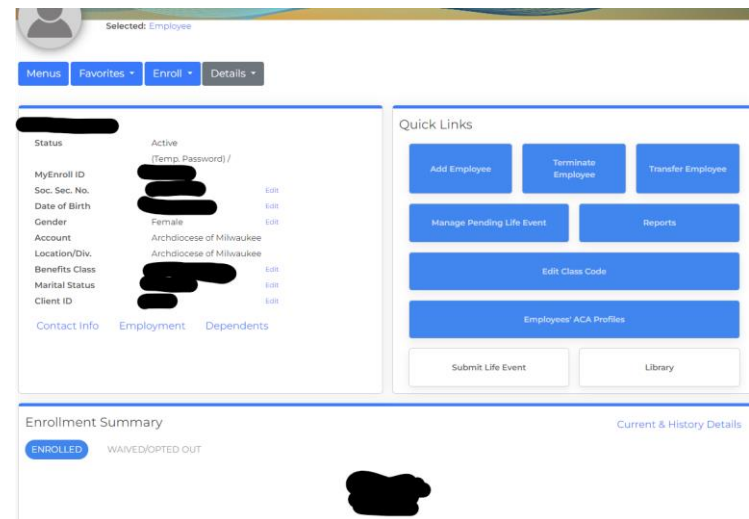 Selected: Employee
Menus Favorites Enroll Details
Status Active
(Temp. Password) /
MyEnroll ID
Soc. Sec. No. Edit
Date of Birth Edit
Gender Female Edit
Account Archdiocese of Milwaukee
Location/Div. Archdiocese of Milwaukee
Benefits Class Edit
Marital Status Edit
Client ID Edit
Contact Info Employment Dependents
Quick Links
Add Employee Terminate Employee Transfer Employee
Manage Pending Life Event Reports
Edit Class Code
Employees' ACA Profiles
Submit Life Event Library
Enrollment Summary Current & History Details
ENROLLED WAIVED/OPTED OUT